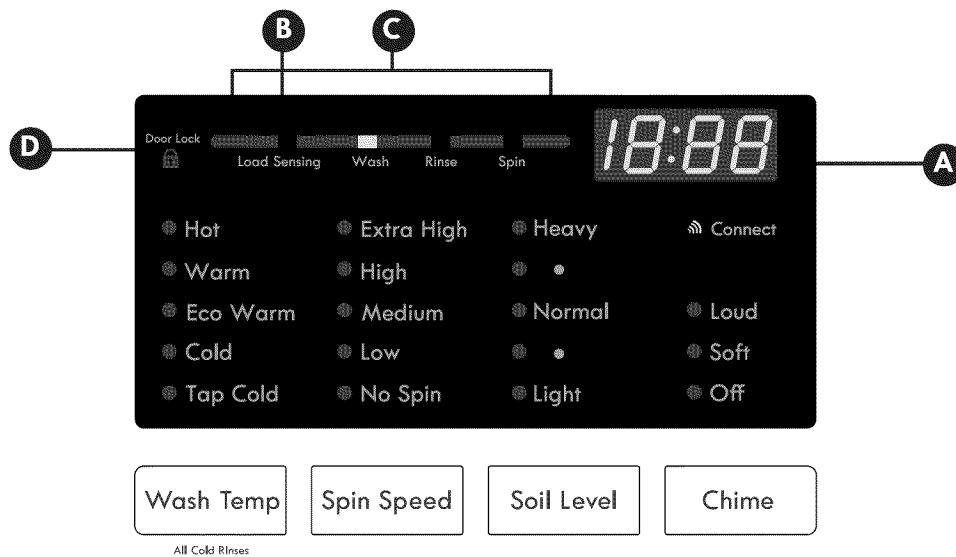 B C
D A
Door Lock
Load Sensing Wash Rinse Spin
18:88
Hot Extra High Heavy Connect
Warm High
Eco Warm Medium Normal Loud
Cold Low Soft
Tap Cold No Spin Light Off
Wash Temp Spin Speed Soil Level Chime
All Cold RInses